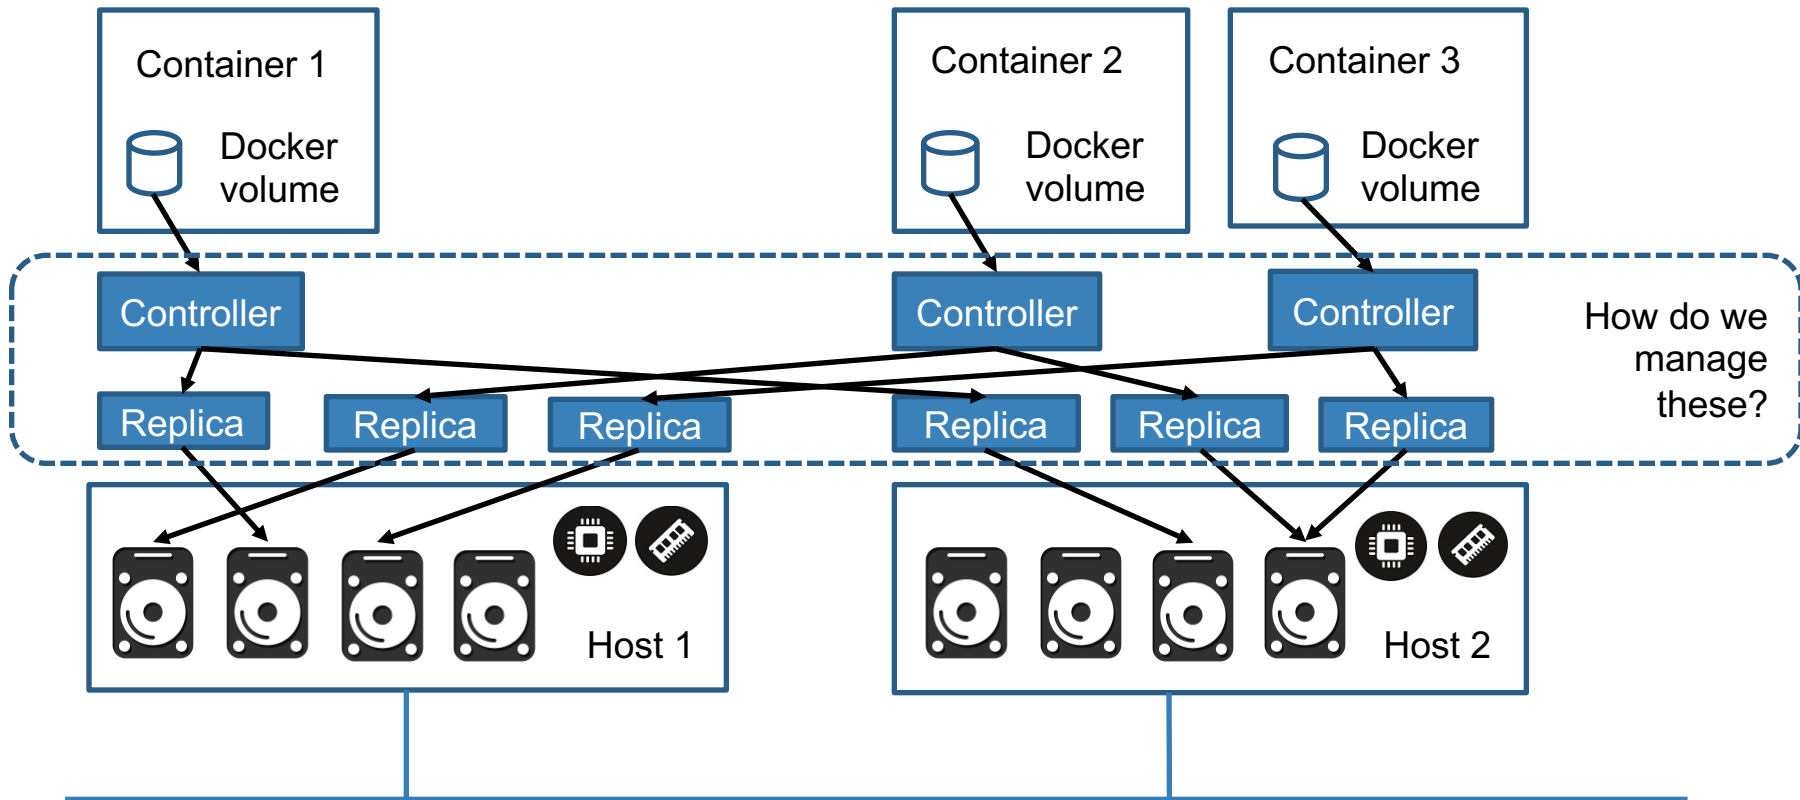 Container 1
Docker
volume
Container 2
Docker
volume
Container 3
Docker
volume
Controller
Controller
Controller
How do we
manage
these?
Replica
Replica
Replica
Replica
Replica
Replica
Host 1
Host 2